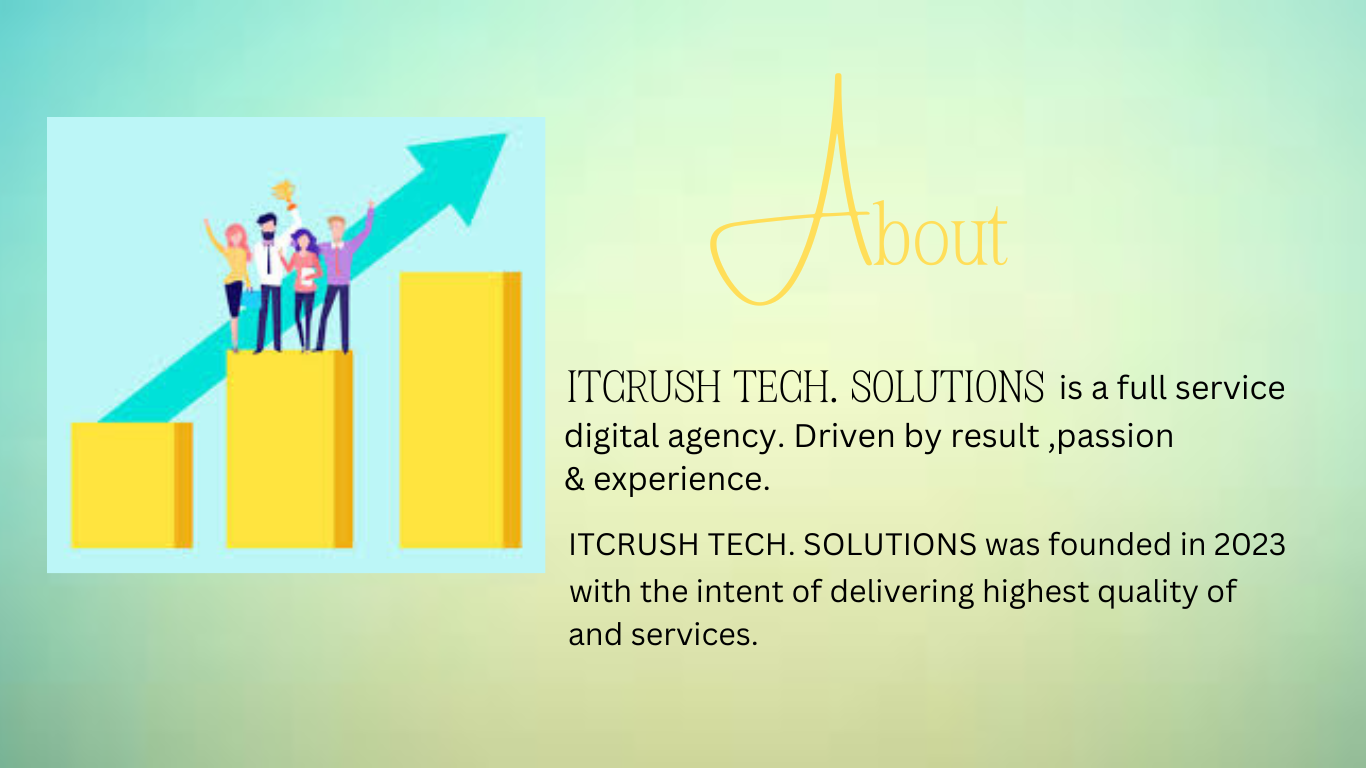 About
ITCRUSH TECH. SOLUTIONS is a full service
digital agency. Driven by result ,passion
& experience.
ITCRUSH TECH. SOLUTIONS was founded in 2023
with the intent of delivering highest quality of
and services.